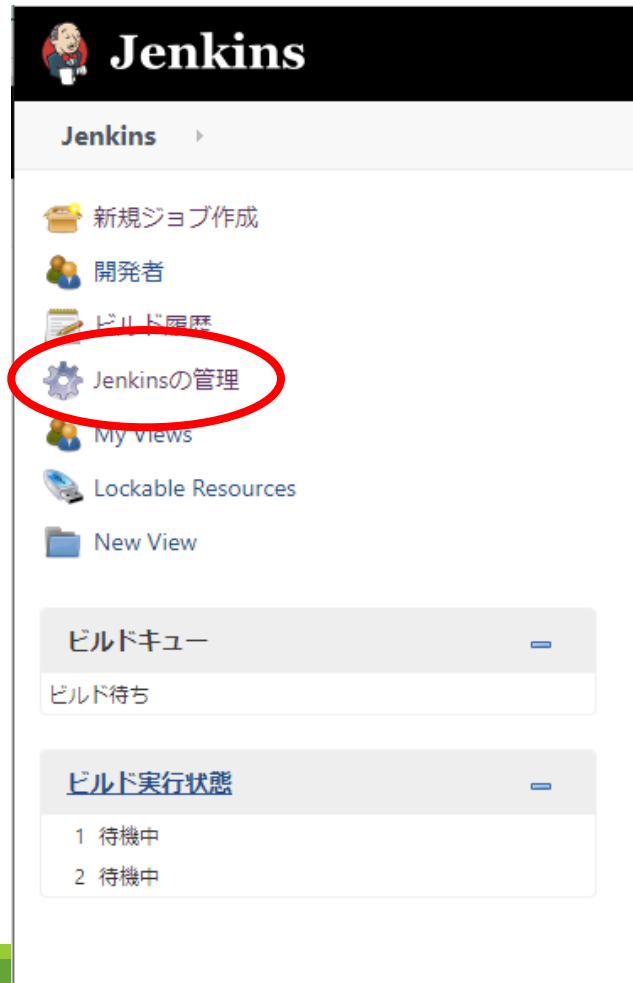 Jenkins
Jenkins
新規ジョブ作成
開発者
ビルド履歴
Jenkinsの管理
My Views
Lockable Resources
New View
ビルドキュー
ビルド待ち
ビルド実行状態
1 待機中
2 待機中